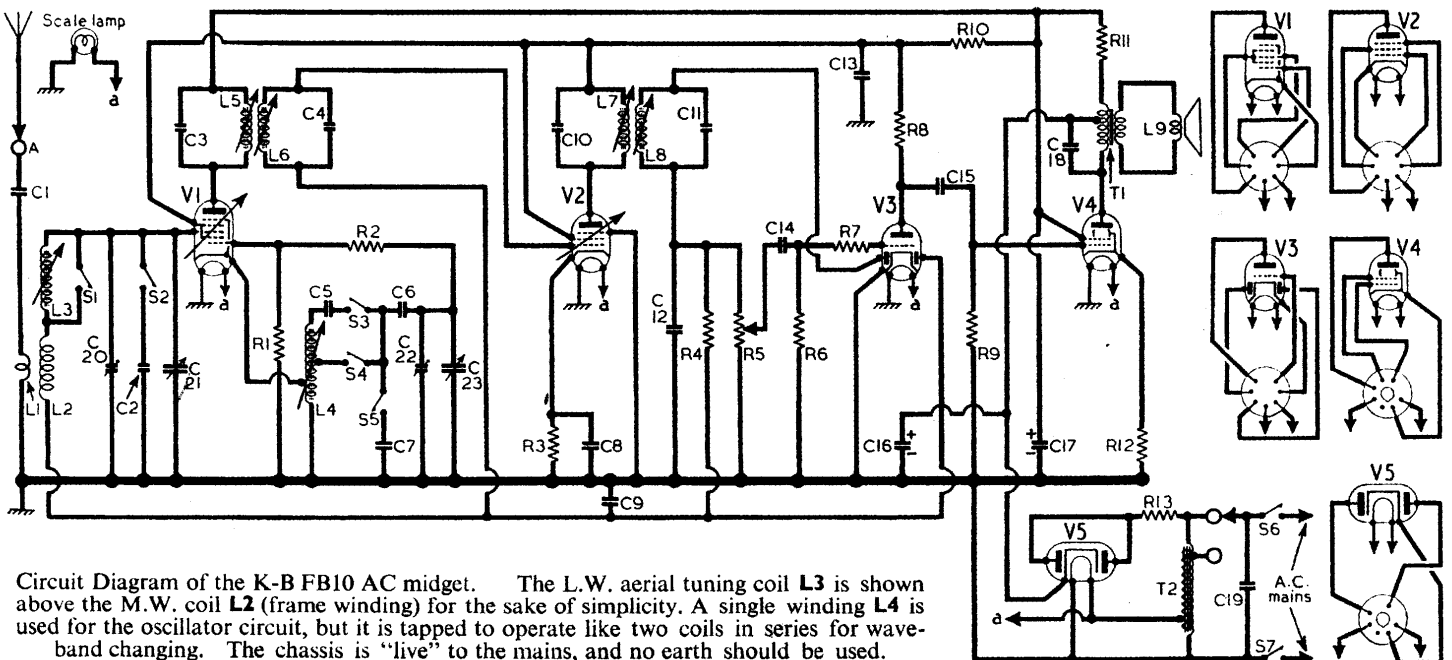 Scale lamp
a
A
C1
L1
L2
L3
S1
C20
C2
S2
C21
C3
L5
L6
C4
V1
R2
R1
C5
S3
C6
S4
S5
L4
C7
C22
C23
V2
C10
L7
L8
C11
a
a
R3
C8
C9
C12
R4
R5
C14
R6
R7
V3
a
C13
R8
R10
C15
R9
C16
+
-
C17
+
-
R11
C18
T1
L9
V4
a
R12
V1
V2
V3
V4
V5
V5
R13
T2
a
C19
S6
A.C. mains
S7
Circuit Diagram of the K-B FB10 AC midget. The L.W. aerial tuning coil L3 is shown
above the M.W. coil L2 (frame winding) for the sake of simplicity. A single winding L4 is
used for the oscillator circuit, but it is tapped to operate like two coils in series for wave-
band changing. The chassis is "live" to the mains, and no earth should be used.